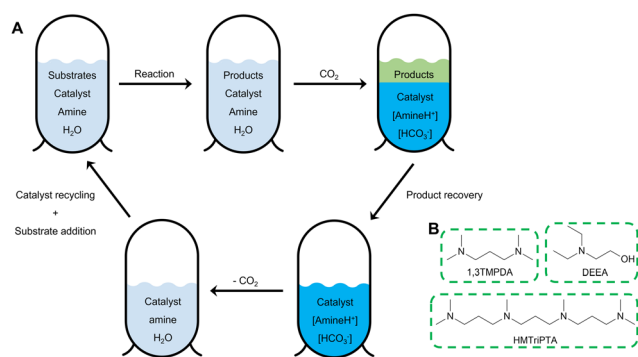 A
Substrates
Catalyst
Amine
H₂O
Reaction
Products
Catalyst
Amine
H₂O
CO₂
Products
Catalyst
[AmineH⁺]
[HCO₃⁻]
Product recovery
Catalyst
[AmineH⁺]
[HCO₃⁻]
- CO₂
Catalyst
amine
H₂O
Catalyst recycling
+
Substrate addition
B
N
N
1,3TMPDA
N
OH
DEEA
N
N
N
N
HMTriPTA